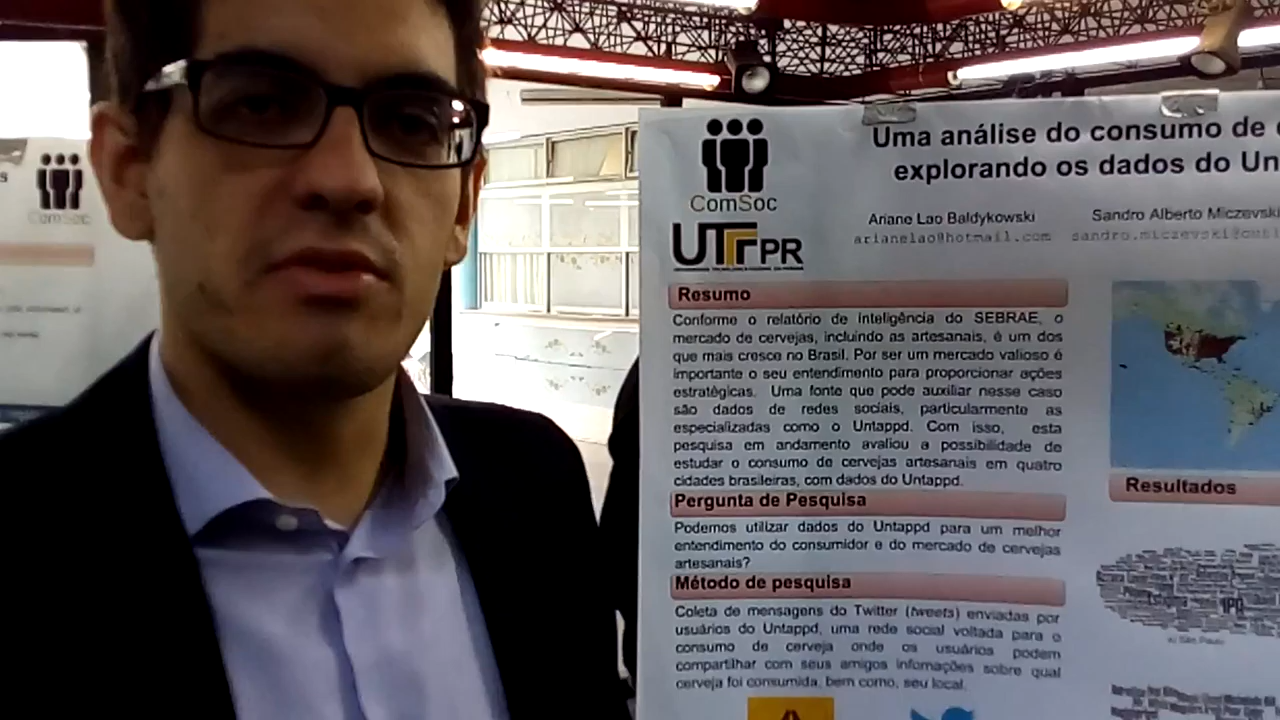 s
ComSoc
Uma análise do consumo de
explorando os dados do Un
ComSoc
UTFPR
Ariane Lao Baldykowski
Sandro Alberto Miczevski
arianelao@hotmail.com
Resumo
Conforme o relatório de Inteligência do SEBRAE, o
mercado de cervejas, incluindo as artesanais, é um dos
que mais cresce no Brasil. Por ser um mercado valioso é
importante o seu entendimento para proporcionar ações
estratégicas. Uma fonte que pode auxiliar nesse caso
são dados de redes sociais, particularmente as
especializadas como o Untappd. Com isso, esta
pesquisa em andamento avaliou a possibilidade de
estudar o consumo de cervejas artesanais em quatro
cidades brasileiras, com dados do Untappd.
Pergunta de Pesquisa
Podemos utilizar dados do Untappd para um melhor
entendimento do consumidor e do mercado de cervejas
artesanais?
Método de pesquisa
Coleta de mensagens do Twitter (tweets) enviadas por
usuários do Untappd, uma rede social voltada para o
consumo de cerveja onde os usuários podem
compartilhar com seus amigos infomações sobre qual
cerveja foi consumida, bem como, seu local.
Resultados
IPA
a) São Paulo